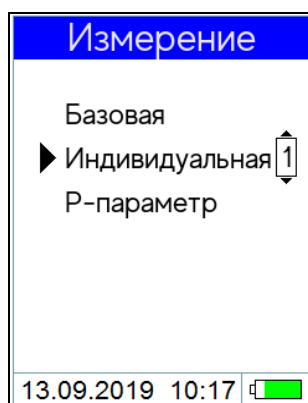 Измерение
Базовая
Индивидуальная 1
Р-параметр
13.09.2019 10:17